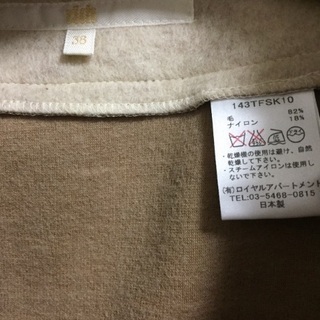 38
143TFSK10
毛 82%
ナイロン 18%
・乾燥機の使用は避け、自然
乾燥して下さい。
・スチームアイロンは使用し
ないで下さい。
(有)ロイヤルアパートメント
TEL:03-5468-0815
日本製